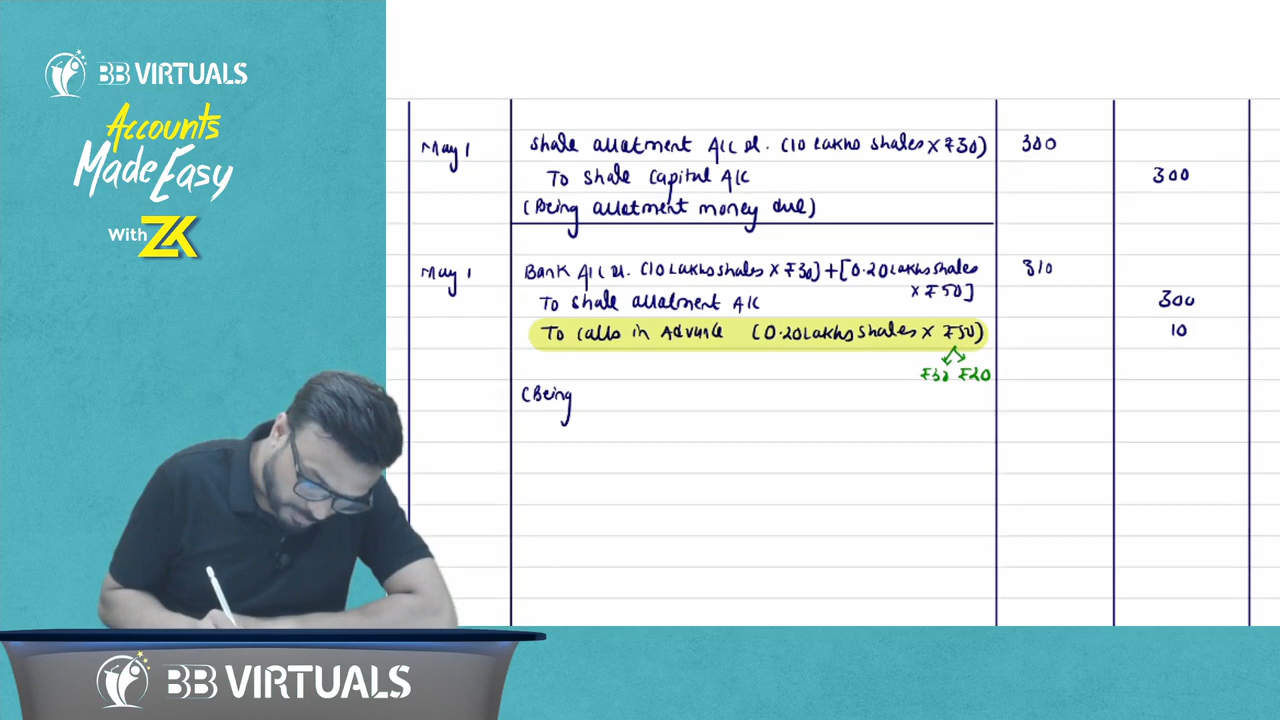 BB VIRTUALS
Accounts
Made Easy
With ZK
May 1 Share allotment A/C dr. (10 Lakhs shares x ₹30) 300
To share Capital A/C 300
(Being allotment money due)
May 1 Bank A/C dr. (10 Lakhs shares x ₹30] + [0.20 Lakhs shares 310
x ₹50]
To share allotment A/C 300
To calls in Advance (0.20 Lakhs shares x ₹50) 10
₹30 ₹20
(Being
BB VIRTUALS